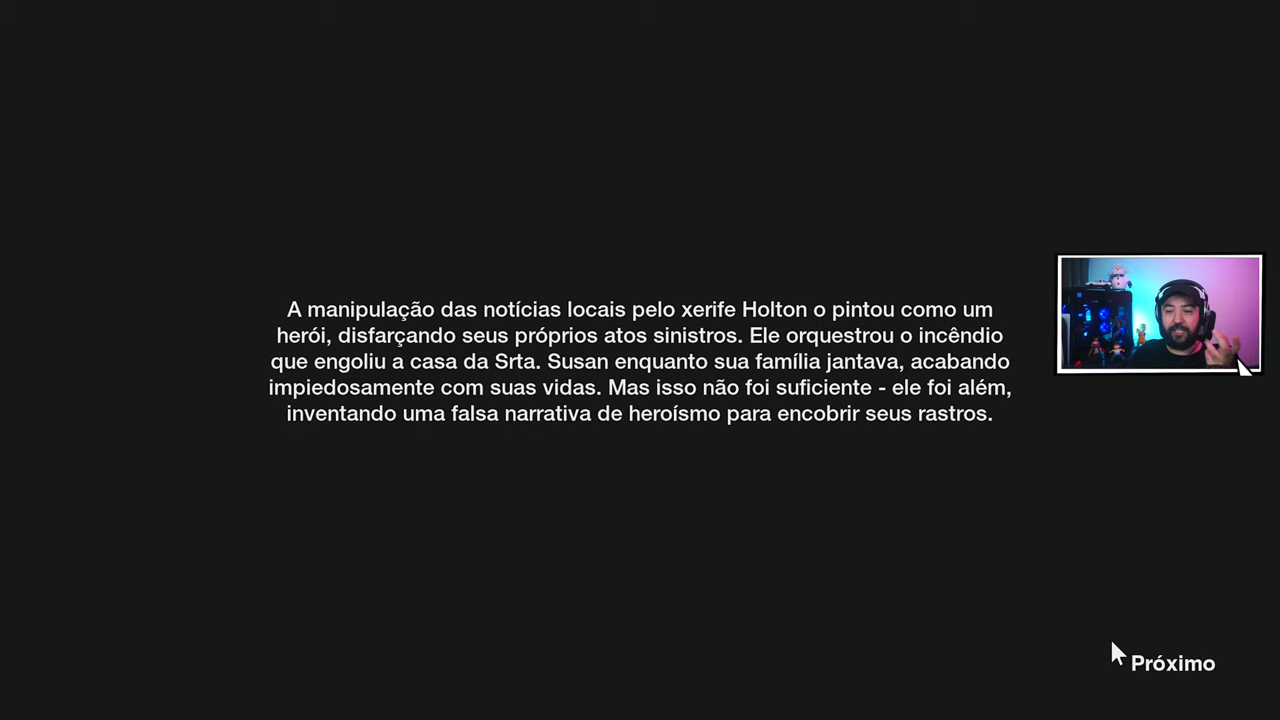 A manipulação das notícias locais pelo xerife Holton o pintou como um
herói, disfarçando seus próprios atos sinistros. Ele orquestrou o incêndio
que engoliu a casa da Srta. Susan enquanto sua família jantava, acabando
impiedosamente com suas vidas. Mas isso não foi suficiente - ele foi além,
inventando uma falsa narrativa de heroísmo para encobrir seus rastros.
Próximo